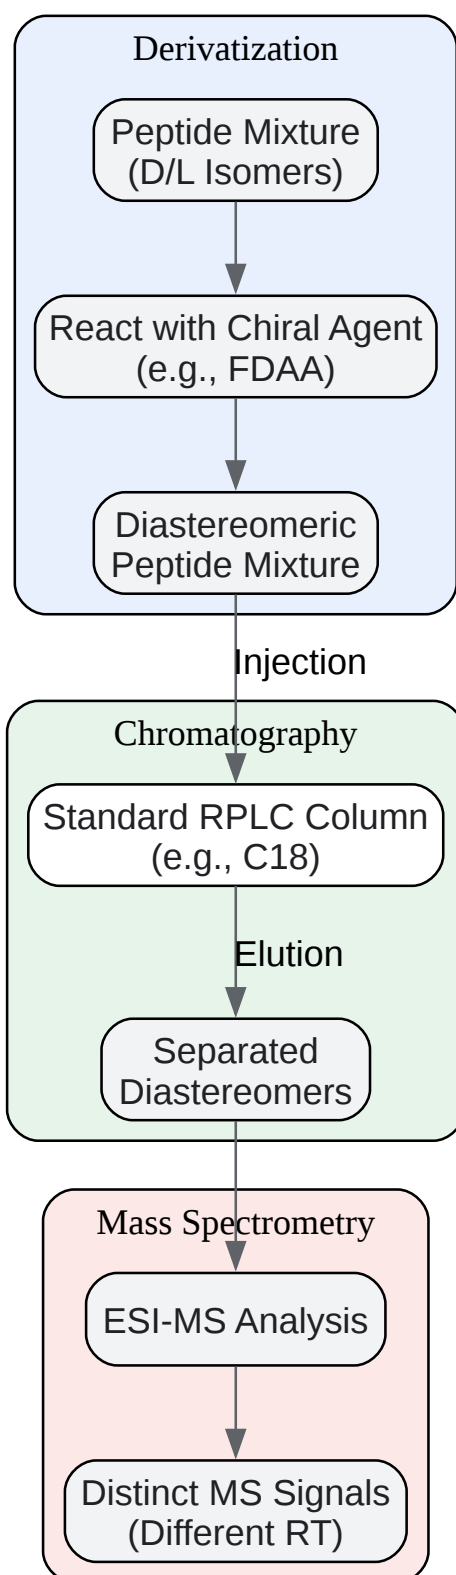 Derivatization
Peptide Mixture
(D/L Isomers)
React with Chiral Agent
(e.g., FDAA)
Diastereomeric
Peptide Mixture
Injection
Chromatography
Standard RPLC Column
(e.g., C18)
Elution
Separated
Diastereomers
Mass Spectrometry
ESI-MS Analysis
Distinct MS Signals
(Different RT)